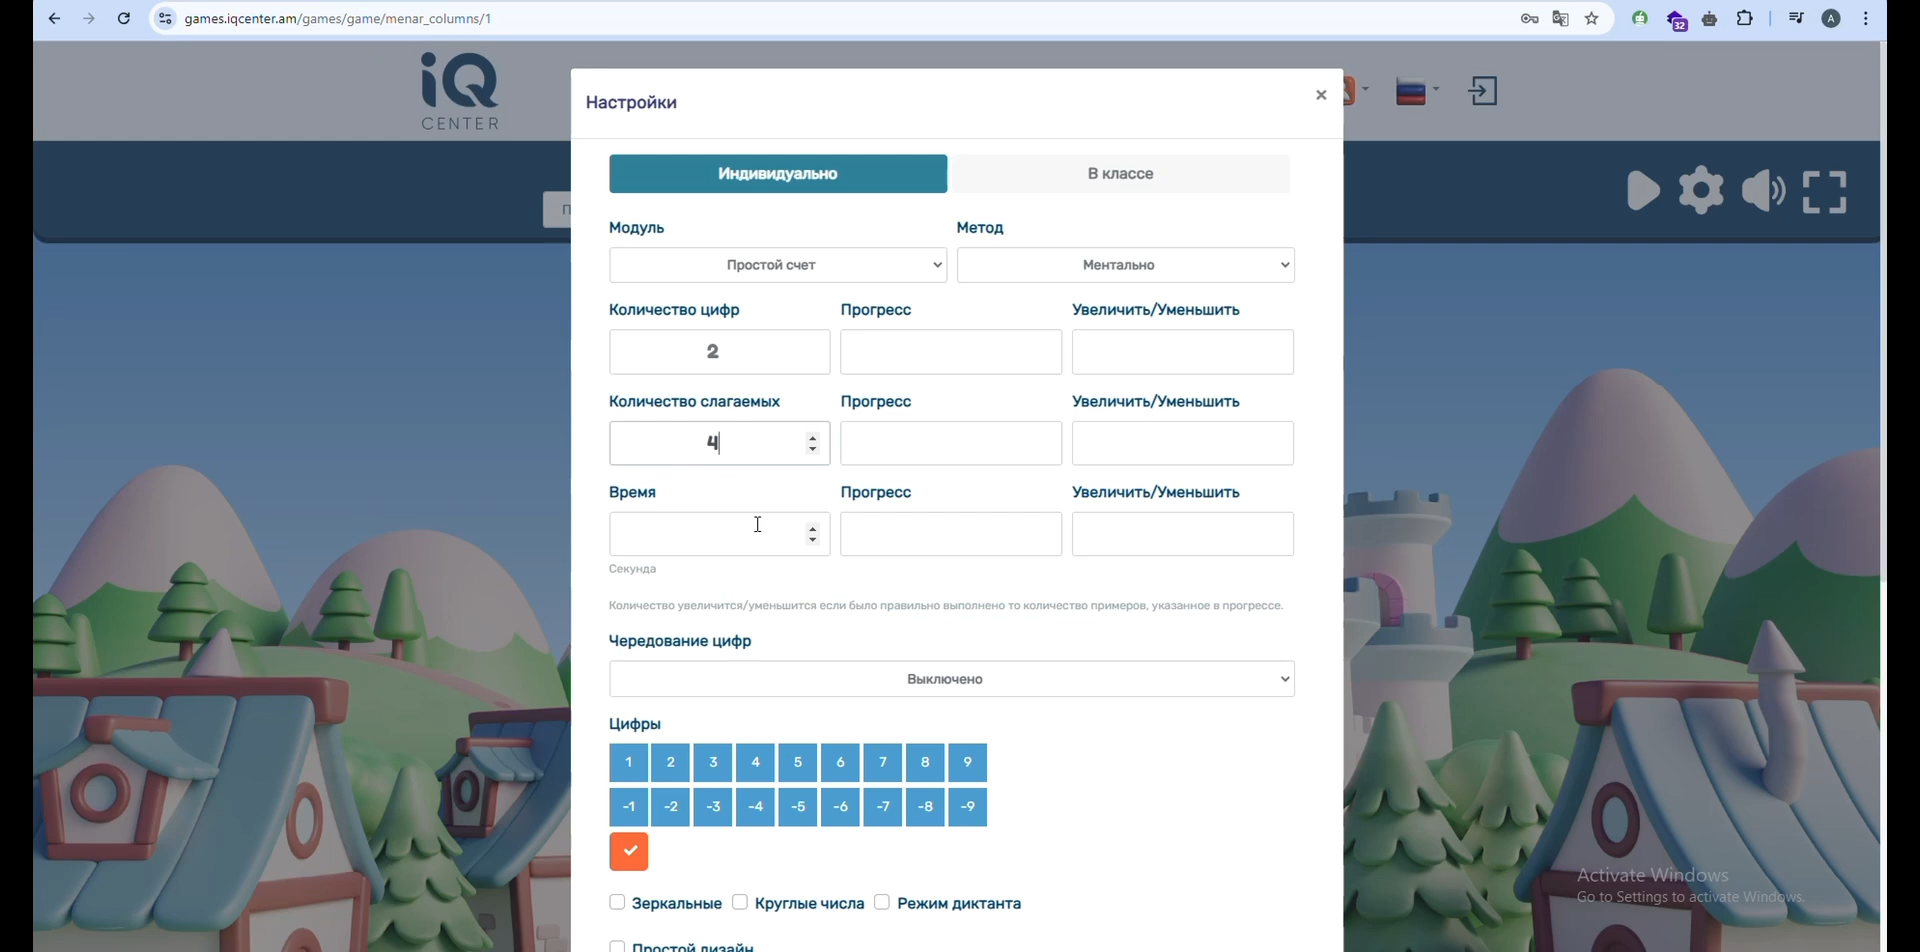 games.iqcenter.am/games/game/menar_columns/1
32
A
iQ
CENTER
Настройки
×
Индивидуально
В классе
П
Модуль
Метод
Простой счет
Ментально
Количество цифр
Прогресс
Увеличить/Уменьшить
2
Количество слагаемых
Прогресс
Увеличить/Уменьшить
4
Время
Прогресс
Увеличить/Уменьшить
Секунда
Количество увеличится/уменьшится если было правильно выполнено то количество примеров, указанное в прогрессе.
Чередование цифр
Выключено
Цифры
1 2 3 4 5 6 7 8 9
-1 -2 -3 -4 -5 -6 -7 -8 -9
Зеркальные Круглые числа Режим диктанта
Простой дизайн
Activate Windows
Go to Settings to activate Windows.